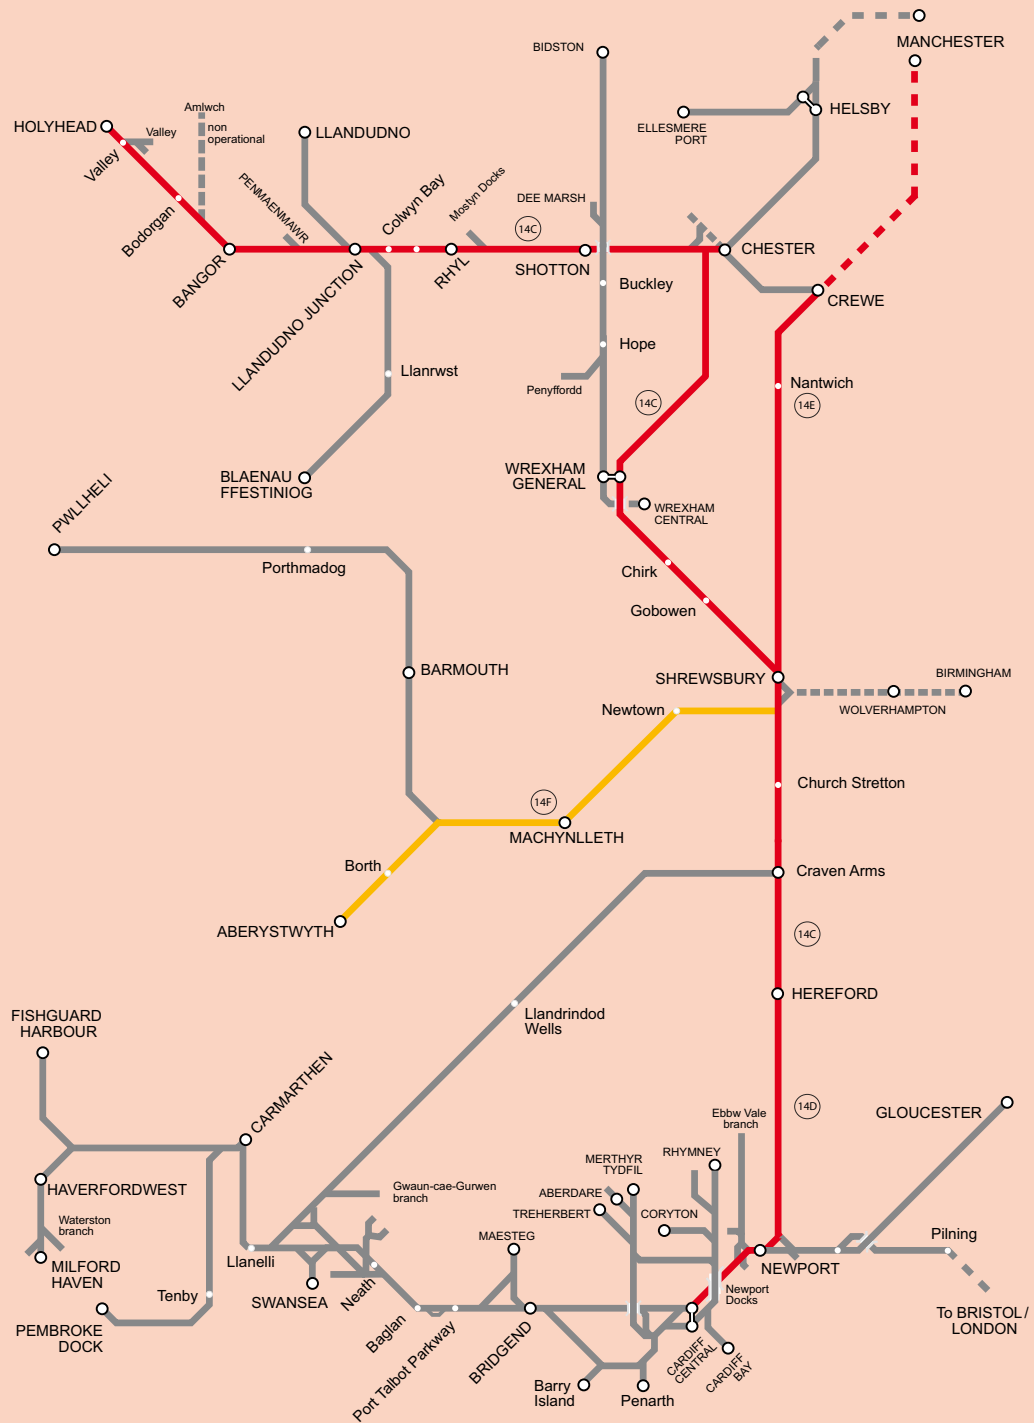 MANCHESTER
BIDSTON
HELSBY
ELLESMERE
PORT
Amlwch
non
operational
HOLYHEAD
Valley
Valley
LLANDUDNO
PENMAENMAWR
Colwyn Bay
Mostyn Docks
DEE MARSH
14C
Bodorgan
BANGOR
LLANDUDNO JUNCTION
RHYL
SHOTTON
CHESTER
Buckley
CREWE
Hope
Llanrwst
Penyffordd
14C
Nantwich
14E
BLAENAU
FFESTINIOG
WREXHAM
GENERAL
WREXHAM
CENTRAL
PWLLHELI
Porthmadog
Chirk
Gobowen
BARMOUTH
SHREWSBURY
BIRMINGHAM
WOLVERHAMPTON
Newtown
Church Stretton
14F
MACHYNLLETH
Borth
Craven Arms
ABERYSTWYTH
14C
HEREFORD
Llandrindod
Wells
FISHGUARD
HARBOUR
CARMARTHEN
14D
Ebbw Vale
branch
GLOUCESTER
RHYMNEY
MERTHYR
TYDFIL
ABERDARE
TREHERBERT
CORYTON
HAVERFORDWEST
Gwaun-cae-Gurwen
branch
Waterston
branch
MAESTEG
Pilning
MILFORD
HAVEN
Llanelli
SWANSEA
Neath
NEWPORT
Newport
Docks
Tenby
PEMBROKE
DOCK
Baglan
Port Talbot Parkway
BRIDGEND
CARDIFF
CENTRAL
CARDIFF
BAY
To BRISTOL/
LONDON
Barry
Island
Penarth